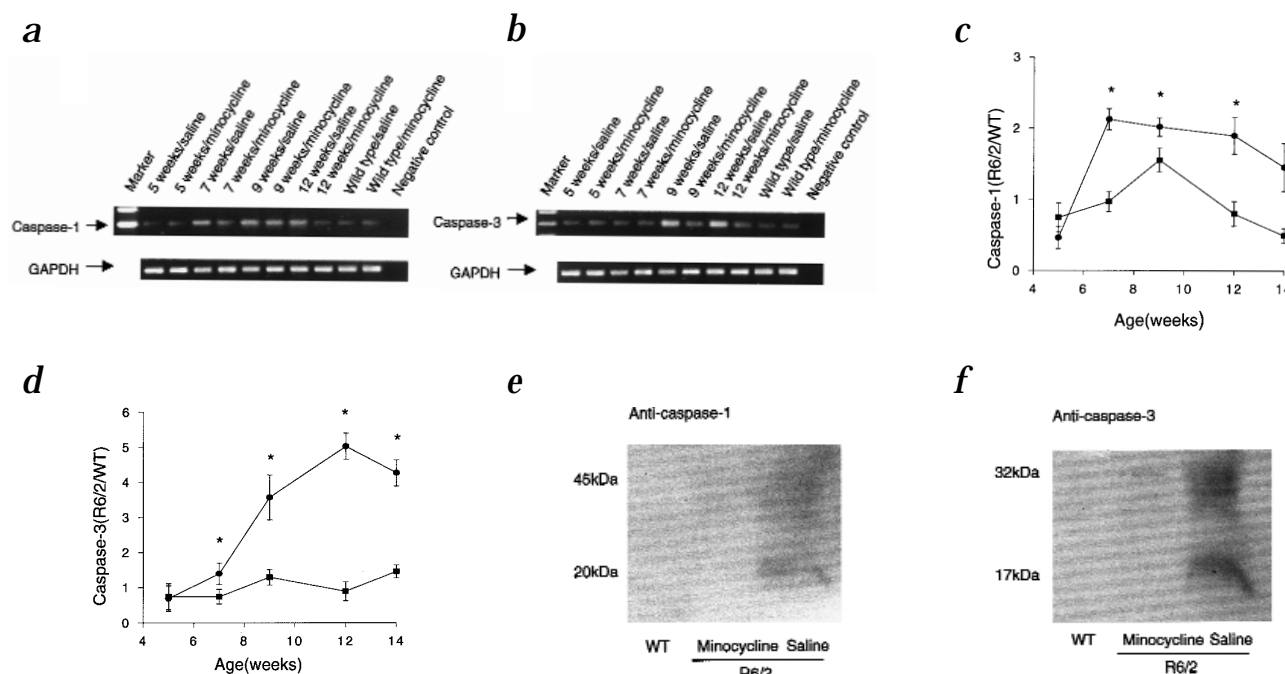 a
Marker
5 weeks/saline
5 weeks/minocycline
7 weeks/saline
7 weeks/minocycline
9 weeks/saline
9 weeks/minocycline
12 weeks/saline
12 weeks/minocycline
Wild type/saline
Wild type/minocycline
Negative control
Caspase-1
GAPDH
b
Marker
5 weeks/saline
5 weeks/minocycline
7 weeks/saline
7 weeks/minocycline
9 weeks/saline
9 weeks/minocycline
12 weeks/saline
12 weeks/minocycline
Wild type/saline
Wild type/minocycline
Negative control
Caspase-3
GAPDH
c
Caspase-1(R6/2/WT)
3
2
1
0
* * *
4 6 8 10 12 14
Age(weeks)
d
Caspase-3(R6/2/WT)
6
5
4
3
2
1
0
* * * *
4 6 8 10 12 14
Age(weeks)
e
Anti-caspase-1
45kDa
20kDa
WT Minocycline Saline
R6/2
f
Anti-caspase-3
32kDa
17kDa
WT Minocycline Saline
R6/2